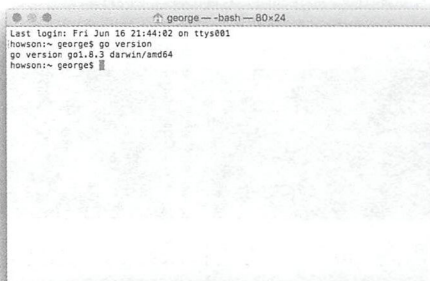 george — -bash — 80×24
Last login: Fri Jun 16 21:44:02 on ttys001
howson:~ george$ go version
go version go1.8.3 darwin/amd64
howson:~ george$